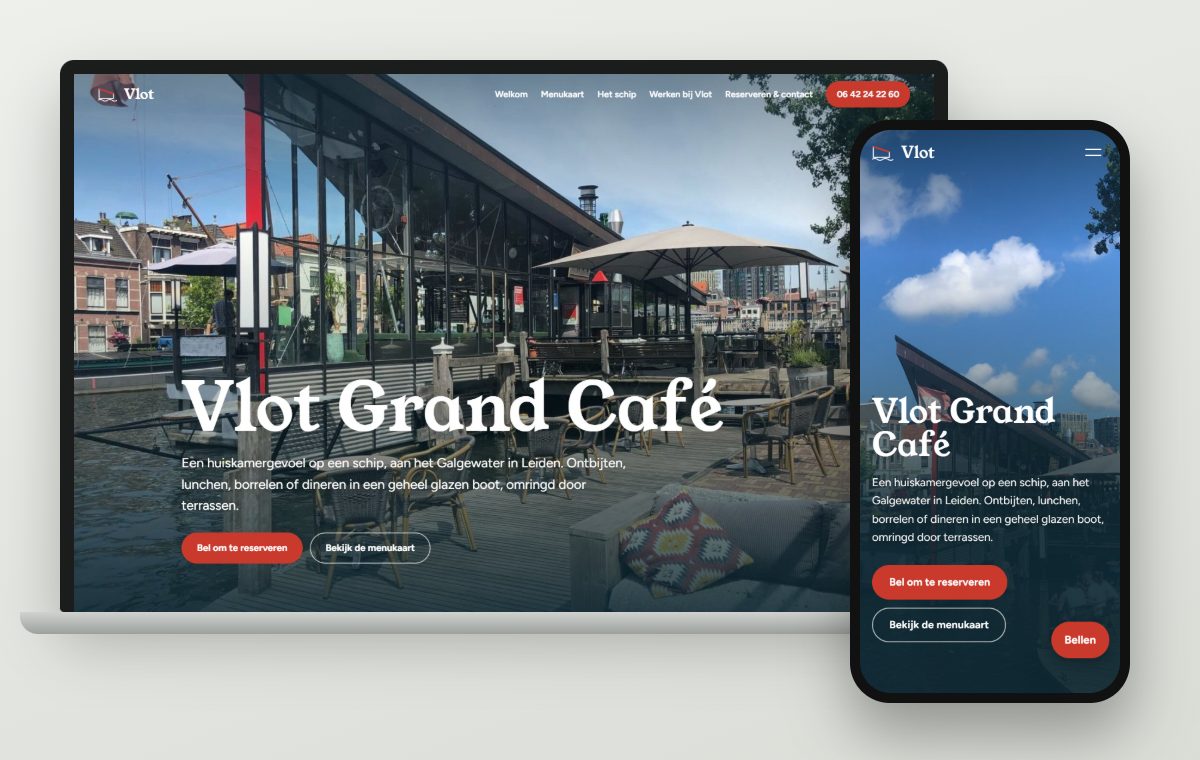 Vlot
Welkom
Menukaart
Het schip
Werken bij Vlot
Reserveren & contact
06 42 24 22 60
Vlot Grand Café
Een huiskamergevoel op een schip, aan het Galgewater in Leiden. Ontbijten,
lunchen, borrelen of dineren in een geheel glazen boot, omringd door
terrassen.
Bel om te reserveren
Bekijk de menukaart
Vlot
Vlot Grand
Café
Een huiskamergevoel op een schip, aan het
Galgewater in Leiden. Ontbijten, lunchen,
borrelen of dineren in een geheel glazen boot,
omringd door terrassen.
Bel om te reserveren
Bekijk de menukaart
Bellen